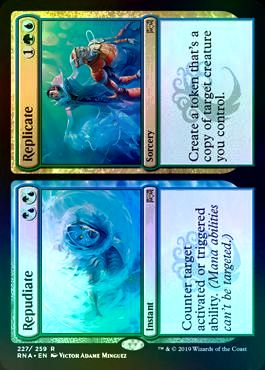 Replicate
1
Sorcery
Create a token that's a
copy of target creature
you control.
Repudiate
Instant
Counter target
activated or triggered
ability. (Mana abilities
can't be targeted.)
227/259 R
RNA • EN Victor Adame Minguez
™ & © 2019 Wizards of the Coast